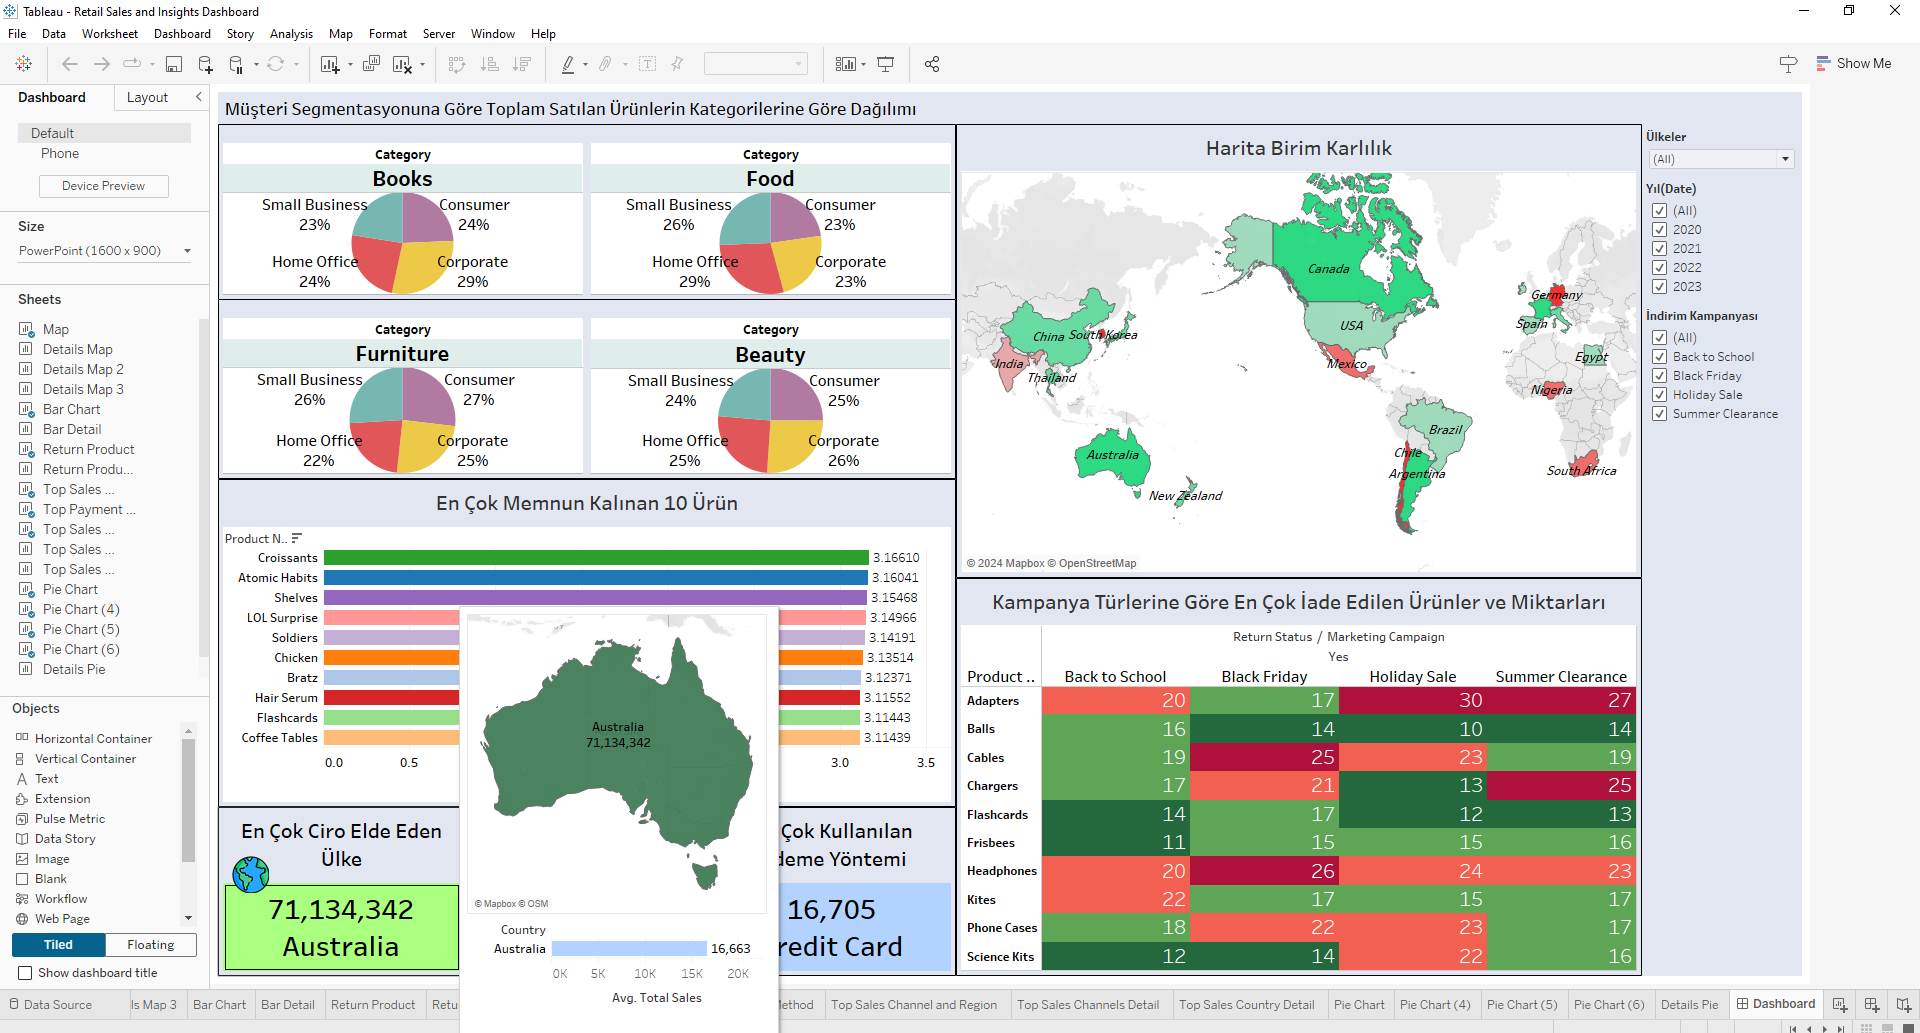 Tableau - Retail Sales and Insights Dashboard
File Data Worksheet Dashboard Story Analysis Map Format Server Window Help
Show Me
Dashboard Layout
Default
Phone
Device Preview
Size
PowerPoint (1600 x 900)
Sheets
Map
Details Map
Details Map 2
Details Map 3
Bar Chart
Bar Detail
Return Product
Return Produ...
Top Sales ...
Top Payment ...
Top Sales ...
Top Sales ...
Top Sales ...
Pie Chart
Pie Chart (4)
Pie Chart (5)
Pie Chart (6)
Details Pie
Objects
Horizontal Container
Vertical Container
Text
Extension
Pulse Metric
Data Story
Image
Blank
Workflow
Web Page
Tiled Floating
Show dashboard title
Müşteri Segmentasyonuna Göre Toplam Satılan Ürünlerin Kategorilerine Göre Dağılımı
Category
Books
Small Business
23%
Consumer
24%
Home Office
24%
Corporate
29%
Category
Food
Small Business
26%
Consumer
23%
Home Office
29%
Corporate
23%
Category
Furniture
Small Business
26%
Consumer
27%
Home Office
22%
Corporate
25%
Category
Beauty
Small Business
24%
Consumer
25%
Home Office
25%
Corporate
26%
En Çok Memnun Kalınan 10 Ürün
Product N..
Croissants 3.16610
Atomic Habits 3.16041
Shelves 3.15468
LOL Surprise 3.14966
Soldiers 3.14191
Chicken 3.13514
Bratz 3.12371
Hair Serum 3.11552
Flashcards 3.11443
Coffee Tables 3.11439
0.0 0.5 3.0 3.5
En Çok Ciro Elde Eden
Ülke
71,134,342
Australia
Australia
71,134,342
© Mapbox © OSM
Country
Australia 16,663
0K 5K 10K 15K 20K
Avg. Total Sales
Çok Kullanılan
deme Yöntemi
16,705
redit Card
Harita Birim Karlılık
Canada
Germany
USA
Spain
China South Korea
Egypt
India
Mexico
Thailand
Nigeria
Brazil
Chile
Australia
Argentina
South Africa
New Zealand
© 2024 Mapbox © OpenStreetMap
Kampanya Türlerine Göre En Çok İade Edilen Ürünler ve Miktarları
Return Status / Marketing Campaign
Yes
Product .. Back to School Black Friday Holiday Sale Summer Clearance
Adapters 20 17 30 27
Balls 16 14 10 14
Cables 19 25 23 19
Chargers 17 21 13 25
Flashcards 14 17 12 13
Frisbees 11 15 15 16
Headphones 20 26 24 23
Kites 22 17 15 17
Phone Cases 18 22 23 17
Science Kits 12 14 22 16
Ülkeler
(All)
Yıl(Date)
(All)
2020
2021
2022
2023
İndirim Kampanyası
(All)
Back to School
Black Friday
Holiday Sale
Summer Clearance
Data Source ls Map 3 Bar Chart Bar Detail Return Product Retu ethod Top Sales Channel and Region Top Sales Channels Detail Top Sales Country Detail Pie Chart Pie Chart (4) Pie Chart (5) Pie Chart (6) Details Pie Dashboard